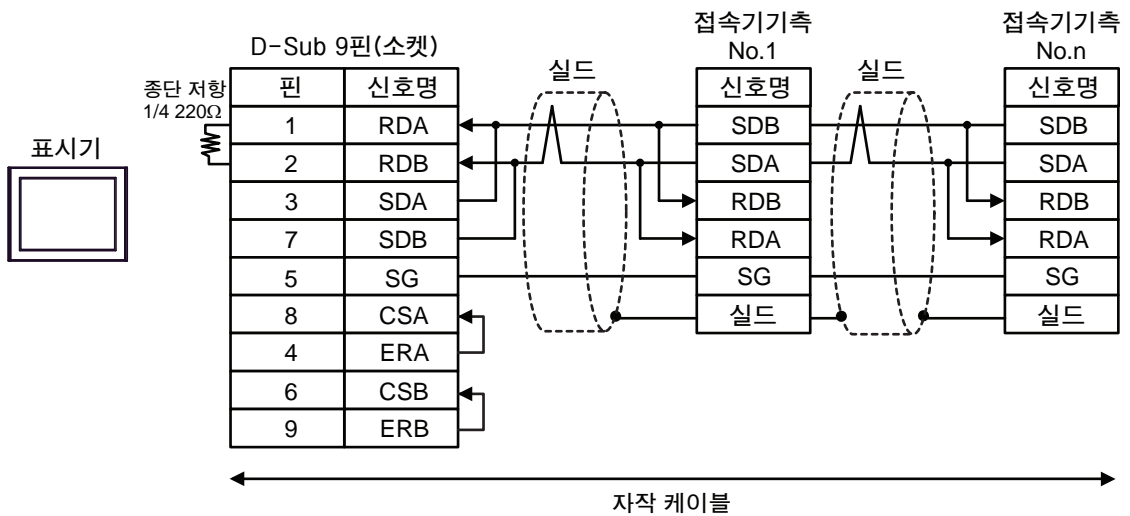 접속기기측
No.1
접속기기측
No.n
D-Sub 9핀(소켓)
실드
실드
종단 저항
1/4 220Ω
표시기
핀 신호명
1 RDA
2 RDB
3 SDA
7 SDB
5 SG
8 CSA
4 ERA
6 CSB
9 ERB
신호명
SDB
SDA
RDB
RDA
SG
실드
신호명
SDB
SDA
RDB
RDA
SG
실드
자작 케이블